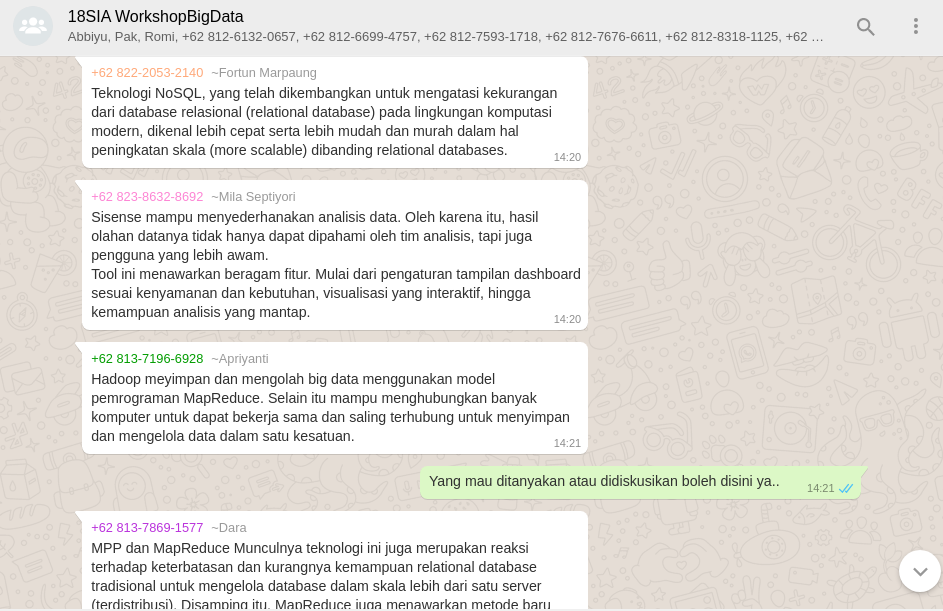 18SIA WorkshopBigData
Abbiyu, Pak, Romi, +62 812-6132-0657, +62 812-6699-4757, +62 812-7593-1718, +62 812-7676-6611, +62 812-8318-1125, +62 ...
+62 822-2053-2140 ~Fortun Marpaung
Teknologi NoSQL, yang telah dikembangkan untuk mengatasi kekurangan
dari database relasional (relational database) pada lingkungan komputasi
modern, dikenal lebih cepat serta lebih mudah dan murah dalam hal
peningkatan skala (more scalable) dibanding relational databases.
14:20
+62 823-8632-8692 ~Mila Septiyori
Sisense mampu menyederhanakan analisis data. Oleh karena itu, hasil
olahan datanya tidak hanya dapat dipahami oleh tim analisis, tapi juga
pengguna yang lebih awam.
Tool ini menawarkan beragam fitur. Mulai dari pengaturan tampilan dashboard
sesuai kenyamanan dan kebutuhan, visualisasi yang interaktif, hingga
kemampuan analisis yang mantap.
14:20
+62 813-7196-6928 ~Apriyanti
Hadoop meyimpan dan mengolah big data menggunakan model
pemrograman MapReduce. Selain itu mampu menghubungkan banyak
komputer untuk dapat bekerja sama dan saling terhubung untuk menyimpan
dan mengelola data dalam satu kesatuan.
14:21
Yang mau ditanyakan atau didiskusikan boleh disini ya..
14:21
+62 813-7869-1577 ~Dara
MPP dan MapReduce Munculnya teknologi ini juga merupakan reaksi
terhadap keterbatasan dan kurangnya kemampuan relational database
tradisional untuk mengelola database dalam skala lebih dari satu server
(terdistribusi). Disamping itu, MapReduce juga menawarkan metode baru